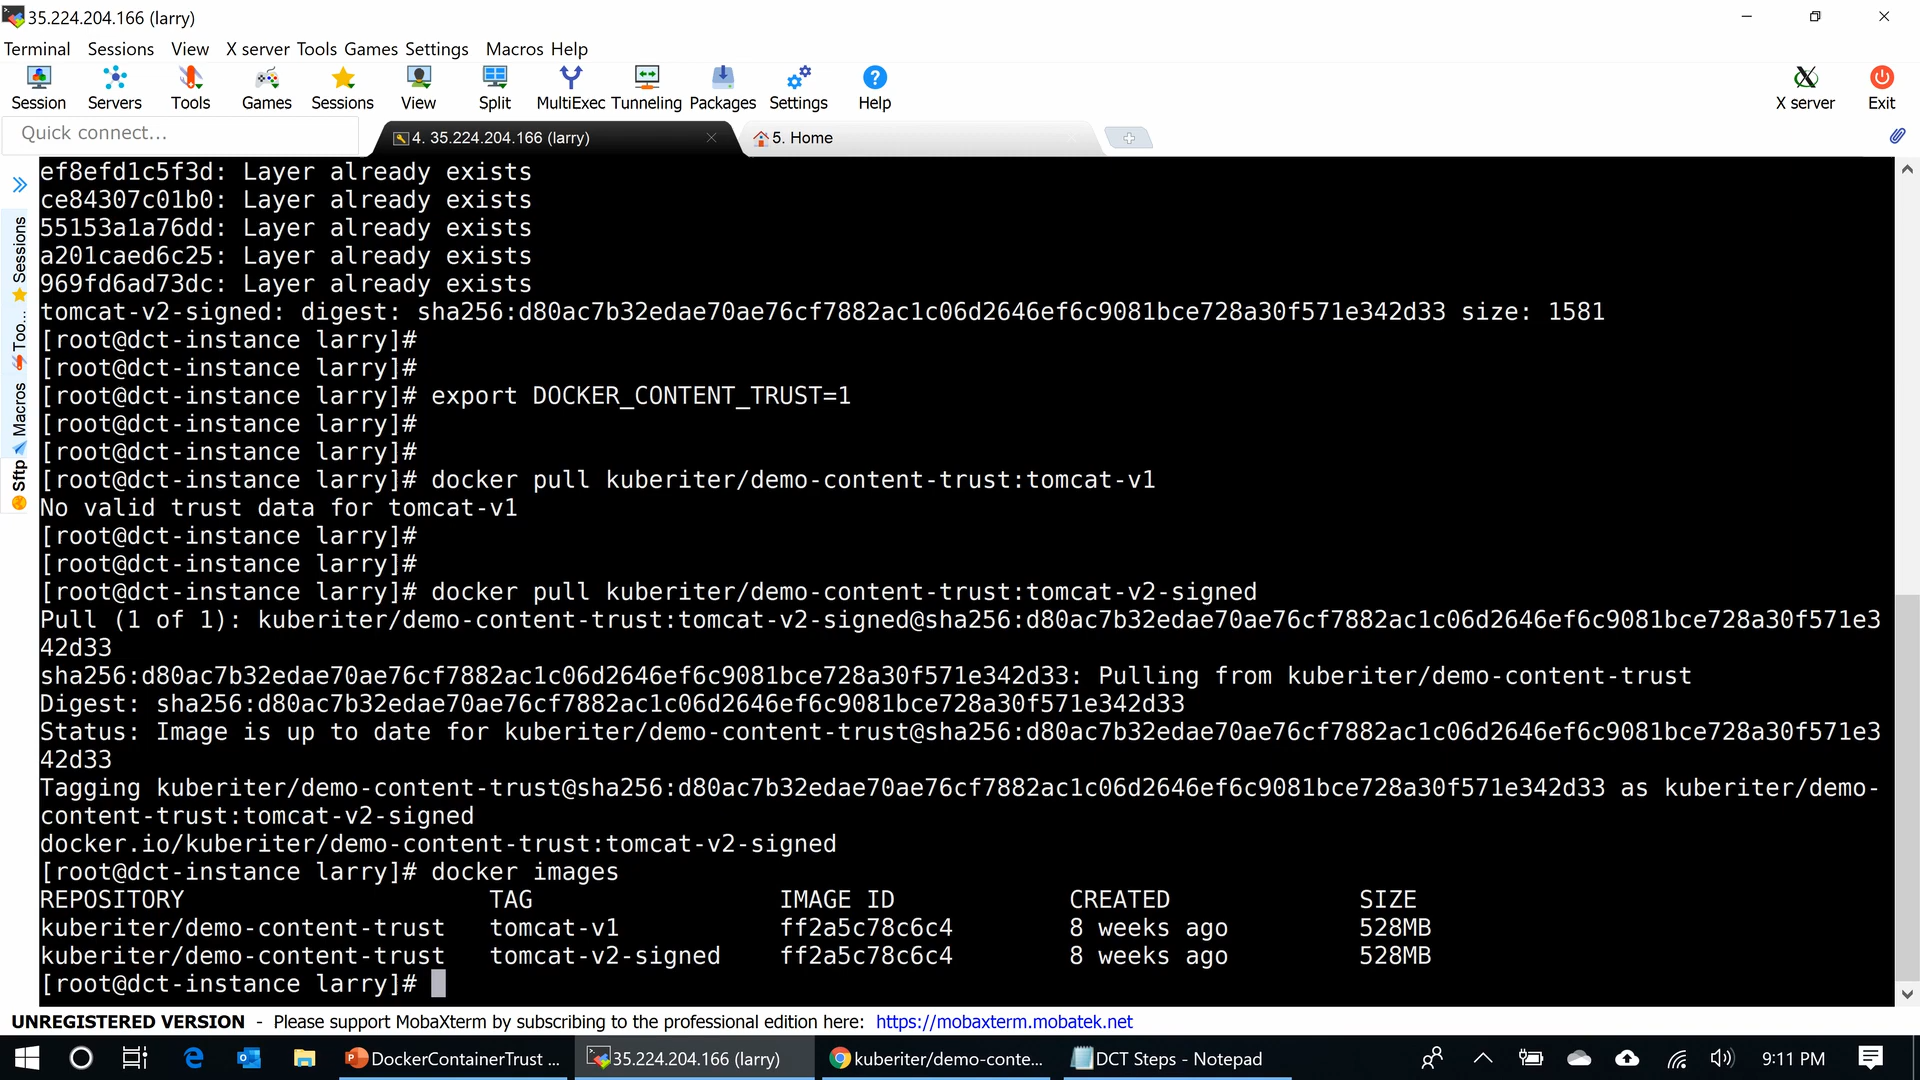 35.224.204.166 (larry)
Terminal Sessions View X server Tools Games Settings Macros Help
Session Servers Tools Games Sessions View Split MultiExec Tunneling Packages Settings Help X server Exit
Quick connect...
4. 35.224.204.166 (larry)
5. Home
Sessions
Too...
Macros
Sftp
ef8efd1c5f3d: Layer already exists
ce84307c01b0: Layer already exists
55153a1a76dd: Layer already exists
a201caed6c25: Layer already exists
969fd6ad73dc: Layer already exists
tomcat-v2-signed: digest: sha256:d80ac7b32edae70ae76cf7882ac1c06d2646ef6c9081bce728a30f571e342d33 size: 1581
[root@dct-instance larry]#
[root@dct-instance larry]#
[root@dct-instance larry]# export DOCKER_CONTENT_TRUST=1
[root@dct-instance larry]#
[root@dct-instance larry]#
[root@dct-instance larry]# docker pull kuberiter/demo-content-trust:tomcat-v1
No valid trust data for tomcat-v1
[root@dct-instance larry]#
[root@dct-instance larry]#
[root@dct-instance larry]# docker pull kuberiter/demo-content-trust:tomcat-v2-signed
Pull (1 of 1): kuberiter/demo-content-trust:tomcat-v2-signed@sha256:d80ac7b32edae70ae76cf7882ac1c06d2646ef6c9081bce728a30f571e3
42d33
sha256:d80ac7b32edae70ae76cf7882ac1c06d2646ef6c9081bce728a30f571e342d33: Pulling from kuberiter/demo-content-trust
Digest: sha256:d80ac7b32edae70ae76cf7882ac1c06d2646ef6c9081bce728a30f571e342d33
Status: Image is up to date for kuberiter/demo-content-trust@sha256:d80ac7b32edae70ae76cf7882ac1c06d2646ef6c9081bce728a30f571e3
42d33
Tagging kuberiter/demo-content-trust@sha256:d80ac7b32edae70ae76cf7882ac1c06d2646ef6c9081bce728a30f571e342d33 as kuberiter/demo-
content-trust:tomcat-v2-signed
docker.io/kuberiter/demo-content-trust:tomcat-v2-signed
[root@dct-instance larry]# docker images
REPOSITORY TAG IMAGE ID CREATED SIZE
kuberiter/demo-content-trust tomcat-v1 ff2a5c78c6c4 8 weeks ago 528MB
kuberiter/demo-content-trust tomcat-v2-signed ff2a5c78c6c4 8 weeks ago 528MB
[root@dct-instance larry]#
UNREGISTERED VERSION - Please support MobaXterm by subscribing to the professional edition here: https://mobaxterm.mobatek.net
DockerContainerTrust ... 35.224.204.166 (larry) kuberiter/demo-conte... DCT Steps - Notepad 9:11 PM